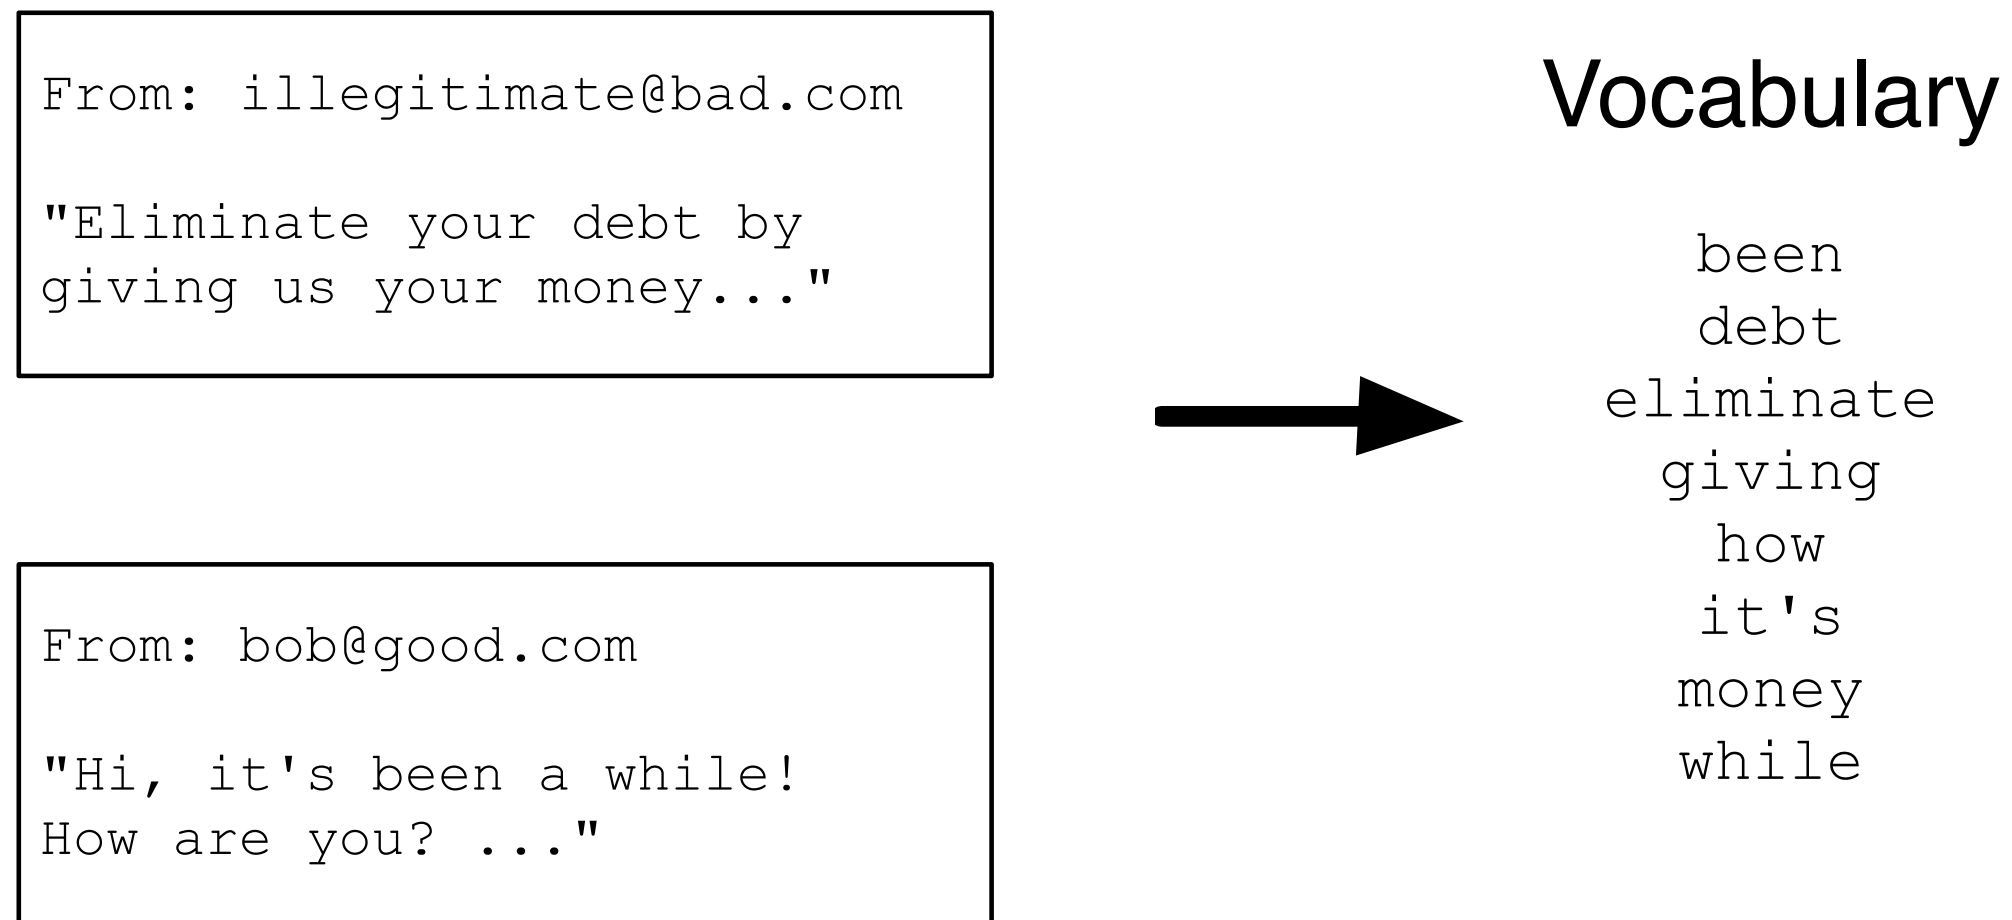 From: illegitimate@bad.com
"Eliminate your debt by
giving us your money..."
From: bob@good.com
"Hi, it's been a while!
How are you? ..."
Vocabulary
been
debt
eliminate
giving
how
it's
money
while